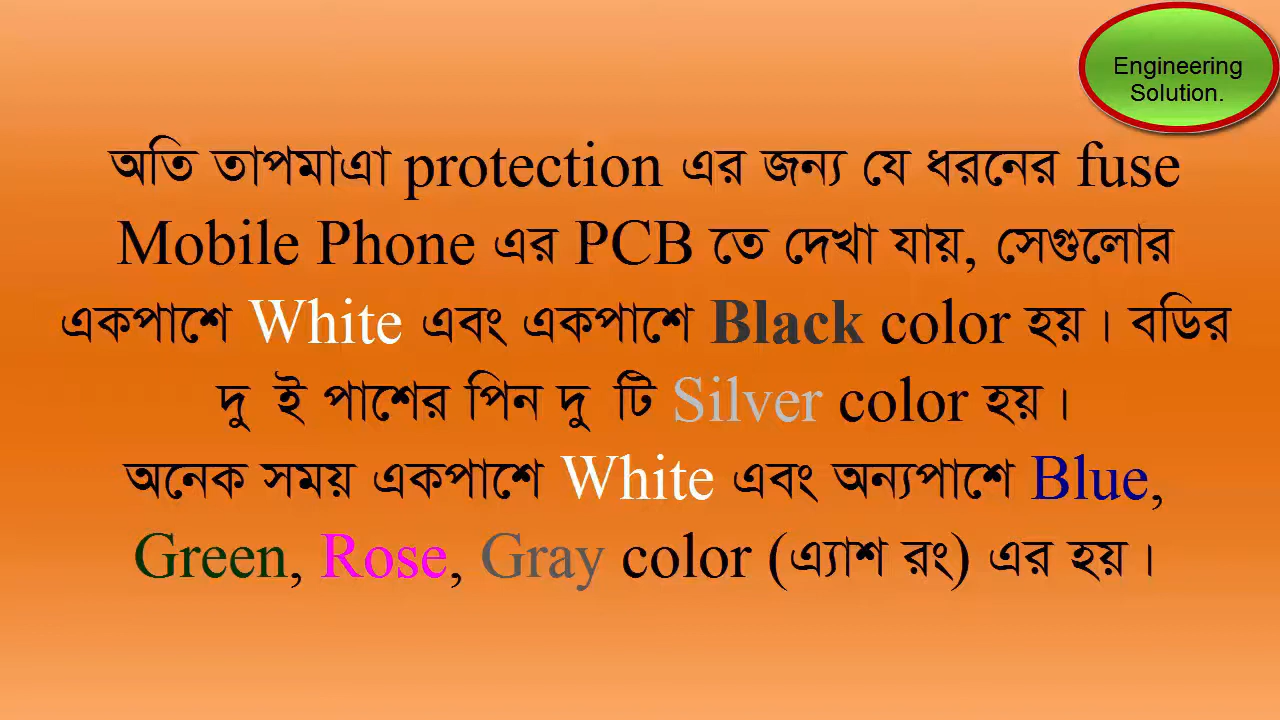 Engineering
Solution.
অতি তাপমাএা protection এর জন্য যে ধরনের fuse
Mobile Phone এর PCB তে দেখা যায়, সেগুলোর
একপাশে White এবং একপাশে Black color হয়। বডির
দু ই পাশের পিন দু টি Silver color হয়।
অনেক সময় একপাশে White এবং অন্যপাশে Blue,
Green, Rose, Gray color (এ্যাশ রং) এর হয়।